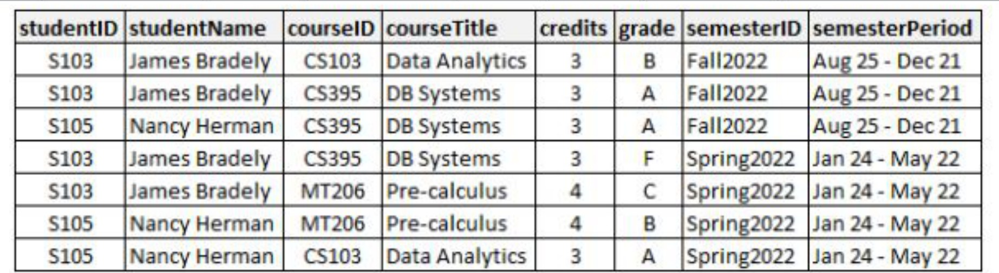 studentID studentName courseID courseTitle credits grade semesterID semesterPeriod
S103 James Bradely CS103 Data Analytics 3 B Fall2022 Aug 25 - Dec 21
S103 James Bradely CS395 DB Systems 3 A Fall2022 Aug 25 - Dec 21
S105 Nancy Herman CS395 DB Systems 3 A Fall2022 Aug 25 - Dec 21
S103 James Bradely CS395 DB Systems 3 F Spring2022 Jan 24 - May 22
S103 James Bradely MT206 Pre-calculus 4 C Spring2022 Jan 24 - May 22
S105 Nancy Herman MT206 Pre-calculus 4 B Spring2022 Jan 24 - May 22
S105 Nancy Herman CS103 Data Analytics 3 A Spring2022 Jan 24 - May 22